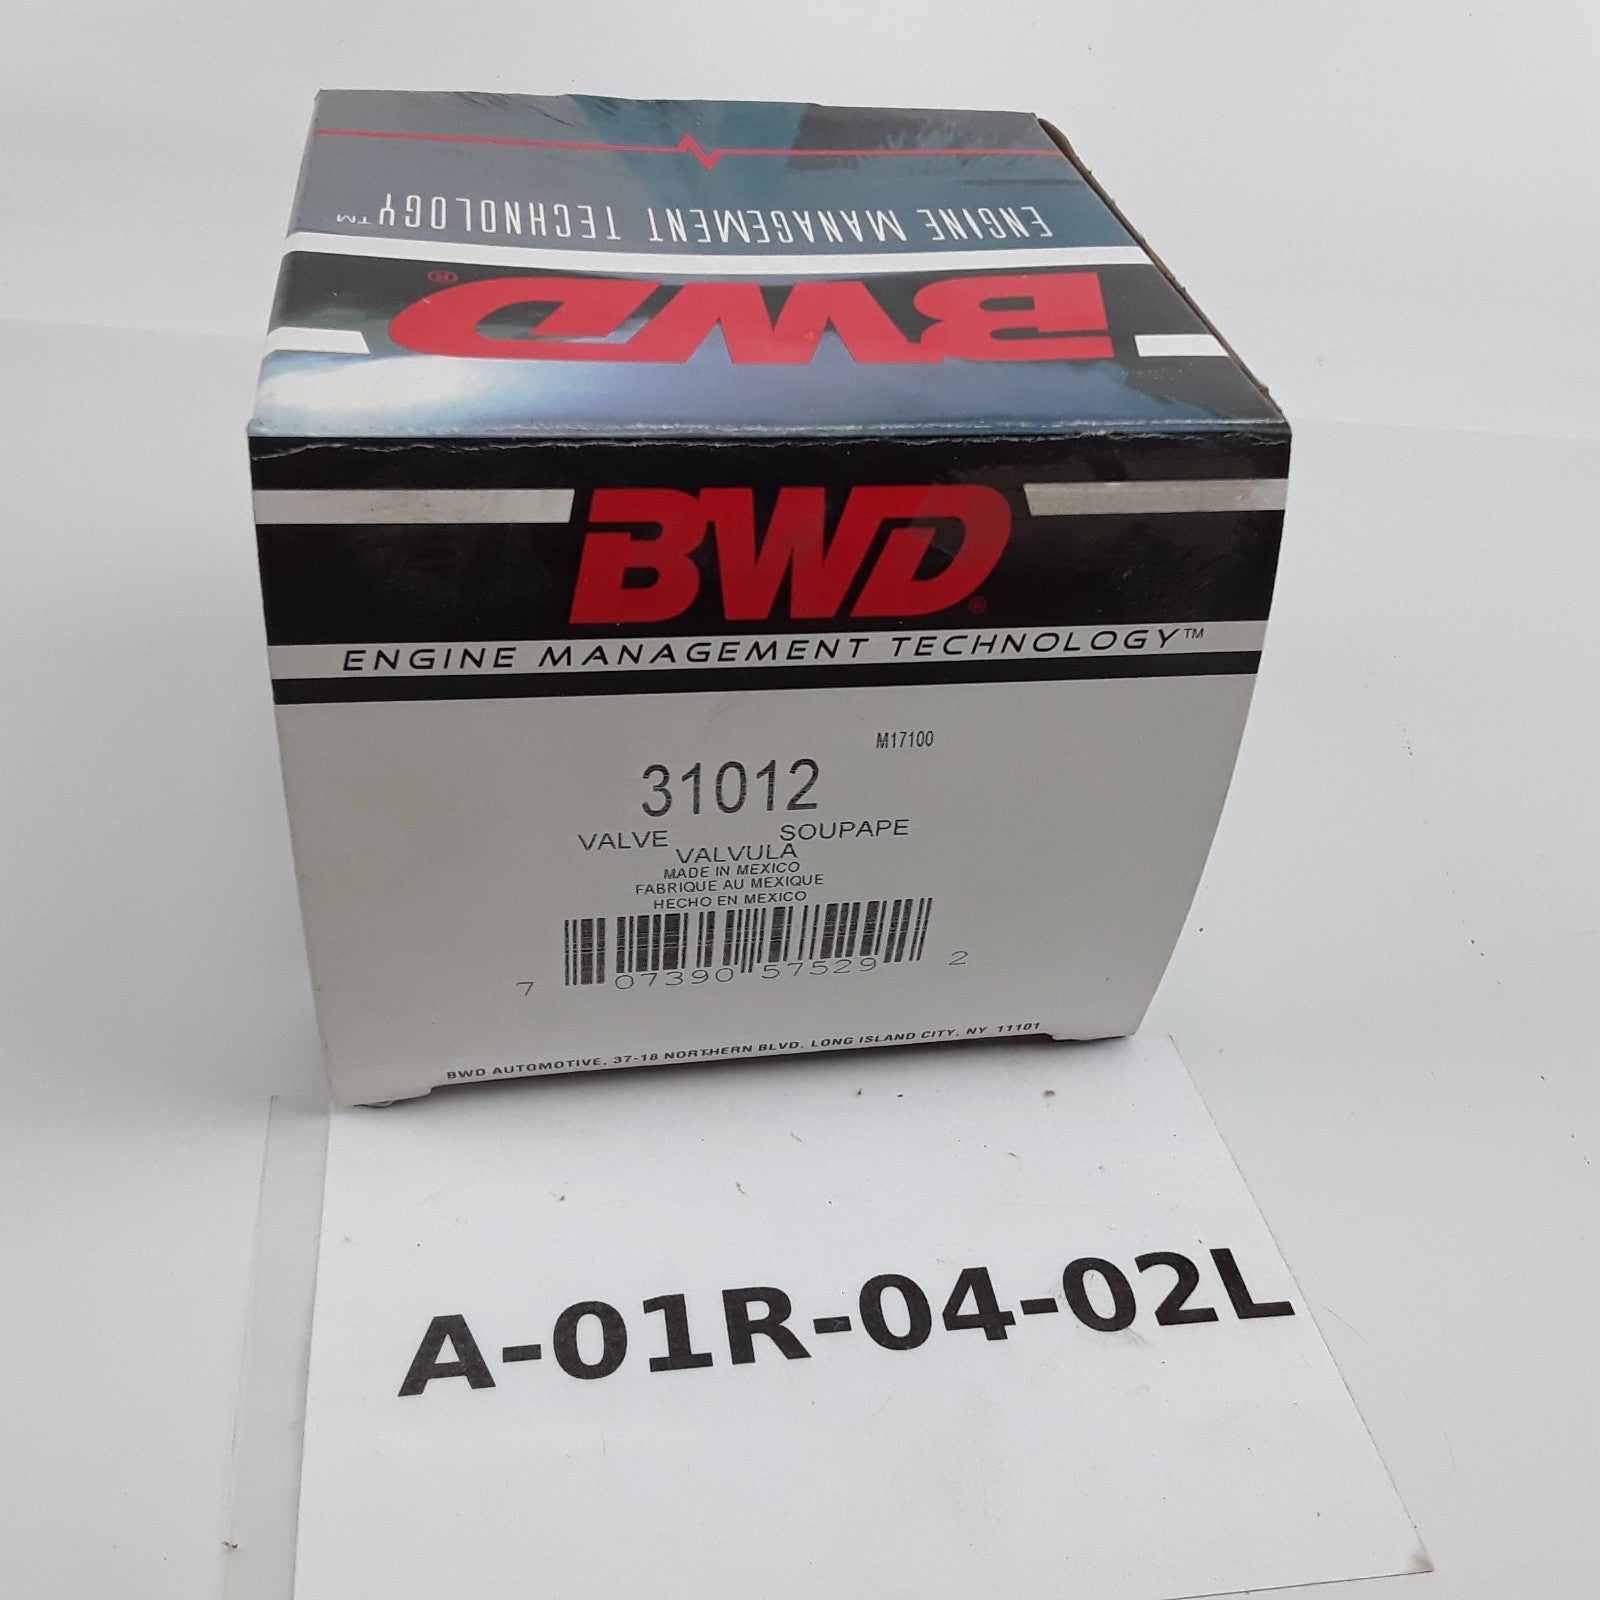 ENGINE MANAGEMENT TECHNOLOGY™
BWD®
BWD®
ENGINE MANAGEMENT TECHNOLOGY™
M17100
31012
VALVE SOUPAPE
VALVULA
MADE IN MEXICO
FABRIQUE AU MEXIQUE
HECHO EN MEXICO
7 07390 57529 2
BWD AUTOMOTIVE, 37-18 NORTHERN BLVD. LONG ISLAND CITY, NY 11101
A-01R-04-02L